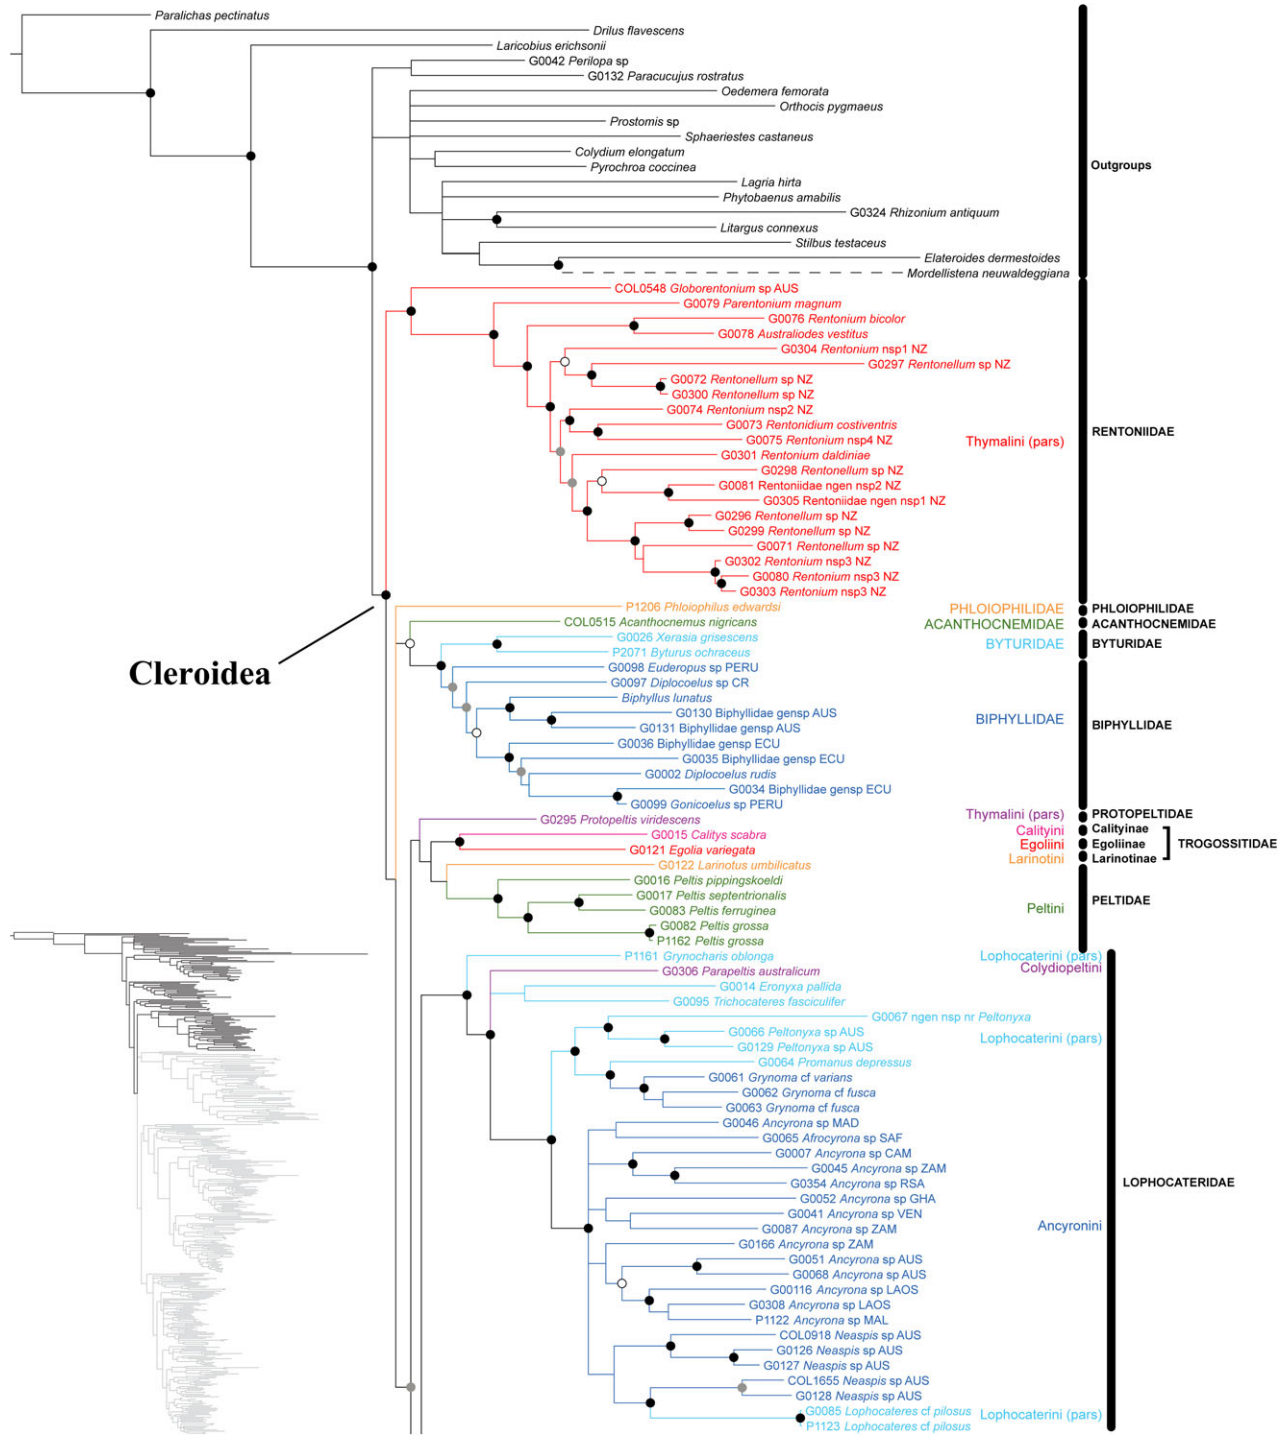 Paralichas pectinatus
Drilus flavescens
Laricobius erichsonii
G0042 Perilopa sp
G0132 Paracucujus rostratus
Oedemera femorata
Orthocis pygmaeus
Prostomis sp
Sphaeriestes castaneus
Colydium elongatum
Pyrochroa coccinea
Outgroups
Lagria hirta
Phytobaenus amabilis
G0324 Rhizonium antiquum
Litargus connexus
Stilbus testaceus
Elateroides dermestoides
Mordellistena neuwaldeggiana
COL0548 Globorentonium sp AUS
G0079 Parentonium magnum
G0076 Rentonium bicolor
G0078 Australiodes vestitus
G0304 Rentonium nsp1 NZ
G0297 Rentonellum sp NZ
G0072 Rentonellum sp NZ
G0300 Rentonellum sp NZ
G0074 Rentonium nsp2 NZ
G0073 Rentonidium costiventris
RENTONIIDAE
G0075 Rentonium nsp4 NZ
Thymalini (pars)
G0301 Rentonium daldiniae
G0298 Rentonellum sp NZ
G0081 Rentoniidae ngen nsp2 NZ
G0305 Rentoniidae ngen nsp1 NZ
G0296 Rentonellum sp NZ
G0299 Rentonellum sp NZ
G0071 Rentonellum sp NZ
G0302 Rentonium nsp3 NZ
G0080 Rentonium nsp3 NZ
G0303 Rentonium nsp3 NZ
P1206 Phloiophilus edwardsi PHLOIOPHILIDAE PHLOIOPHILIDAE
COL0515 Acanthocnemus nigricans ACANTHOCNEMIDAE ACANTHOCNEMIDAE
G0026 Xerasia grisescens BYTURIDAE BYTURIDAE
P2071 Byturus ochraceus
G0098 Euderopus sp PERU
Cleroidea
G0097 Diplocoelus sp CR
Biphyllus lunatus
G0130 Biphyllidae gensp AUS
BIPHYLLIDAE BIPHYLLIDAE
G0131 Biphyllidae gensp AUS
G0036 Biphyllidae gensp ECU
G0035 Biphyllidae gensp ECU
G0002 Diplocoelus rudis
G0034 Biphyllidae gensp ECU
G0099 Gonicoelus sp PERU
G0295 Protopeltis viridescens Thymalini (pars) PROTOPELTIDAE
G0015 Calitys scabra Calityini Calityinae
G0121 Egolia variegata Egoliini Egoliinae TROGOSSITIDAE
G0122 Larinotus umbilicatus Larinotini Larinotinae
G0016 Peltis pippingskoeldi
G0017 Peltis septentrionalis
PELTIDAE
G0083 Peltis ferruginea Peltini
G0082 Peltis grossa
P1162 Peltis grossa
P1161 Grynocharis oblonga Lophocaterini (pars)
G0306 Parapeltis australicum Colydiopeltini
G0014 Eronyxa pallida
G0095 Trichocateres fasciculifer
G0067 ngen nsp nr Peltonyxa
G0066 Peltonyxa sp AUS
Lophocaterini (pars)
G0129 Peltonyxa sp AUS
G0064 Promanus depressus
G0061 Grynoma cf varians
G0062 Grynoma cf fusca
G0063 Grynoma cf fusca
G0046 Ancyrona sp MAD
G0065 Afrocyrona sp SAF
G0007 Ancyrona sp CAM
G0045 Ancyrona sp ZAM
G0354 Ancyrona sp RSA
LOPHOCATERIDAE
G0052 Ancyrona sp GHA
G0041 Ancyrona sp VEN
Ancyronini
G0087 Ancyrona sp ZAM
G0166 Ancyrona sp ZAM
G0051 Ancyrona sp AUS
G0068 Ancyrona sp AUS
G00116 Ancyrona sp LAOS
G0308 Ancyrona sp LAOS
P1122 Ancyrona sp MAL
COL0918 Neaspis sp AUS
G0126 Neaspis sp AUS
G0127 Neaspis sp AUS
COL1655 Neaspis sp AUS
G0128 Neaspis sp AUS
G0085 Lophocateres cf pilosus
Lophocaterini (pars)
P1123 Lophocateres cf pilosus